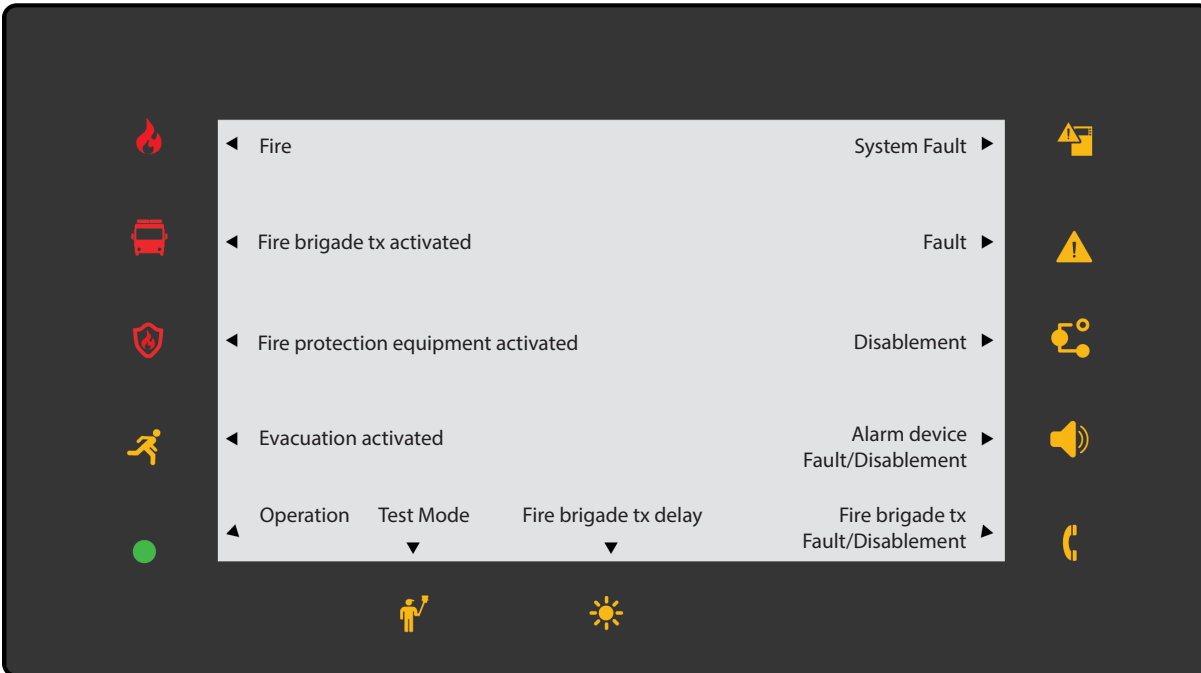 Fire
System Fault
Fire brigade tx activated
Fault
Fire protection equipment activated
Disablement
Evacuation activated
Alarm device
Fault/Disablement
Operation
Test Mode
Fire brigade tx delay
Fire brigade tx
Fault/Disablement